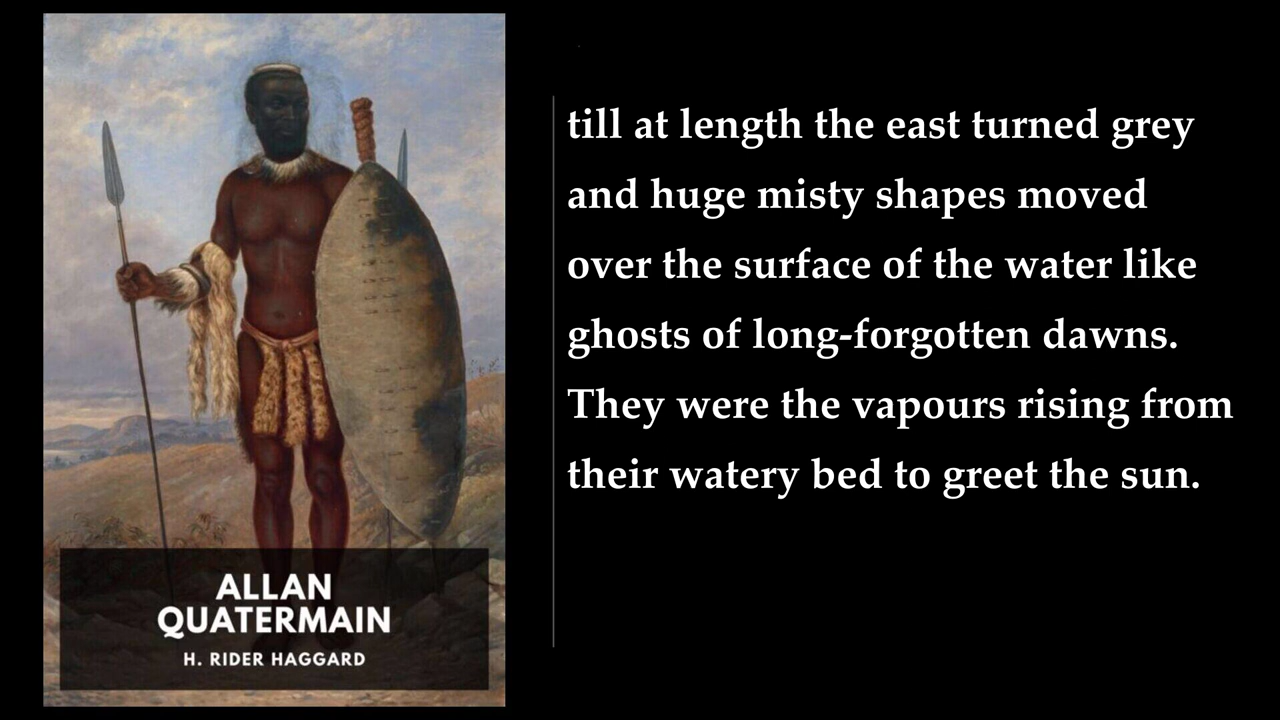 ALLAN
QUATERMAIN
H. RIDER HAGGARD
till at length the east turned grey
and huge misty shapes moved
over the surface of the water like
ghosts of long-forgotten dawns.
They were the vapours rising from
their watery bed to greet the sun.